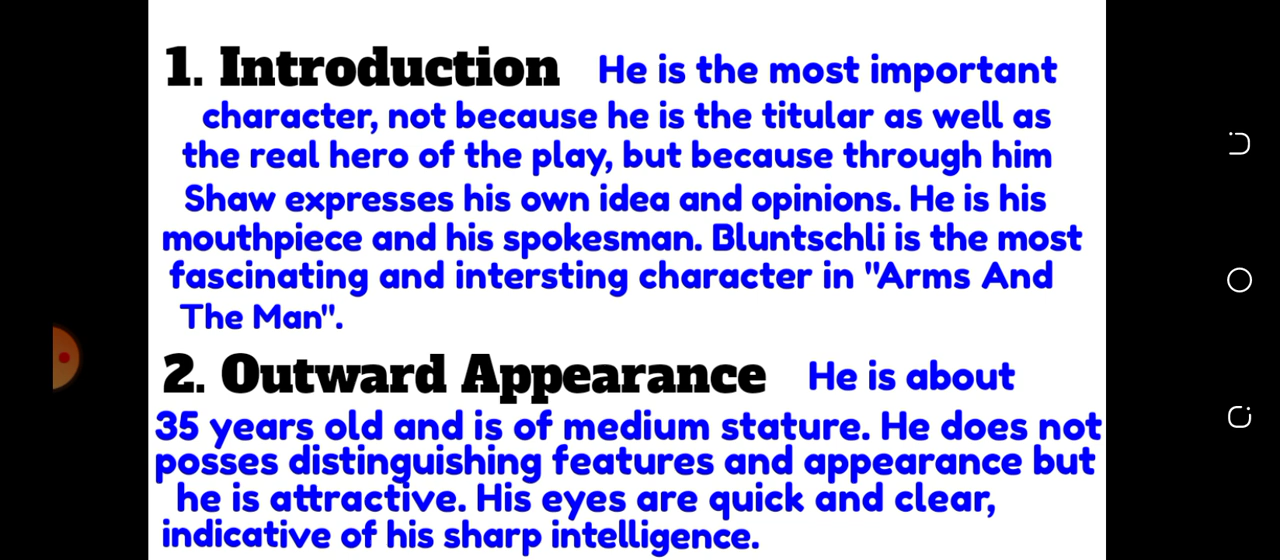 1. Introduction He is the most important
character, not because he is the titular as well as
the real hero of the play, but because through him
Shaw expresses his own idea and opinions. He is his
mouthpiece and his spokesman. Bluntschli is the most
fascinating and intersting character in "Arms And
The Man".
2. Outward Appearance He is about
35 years old and is of medium stature. He does not
posses distinguishing features and appearance but
he is attractive. His eyes are quick and clear,
indicative of his sharp intelligence.